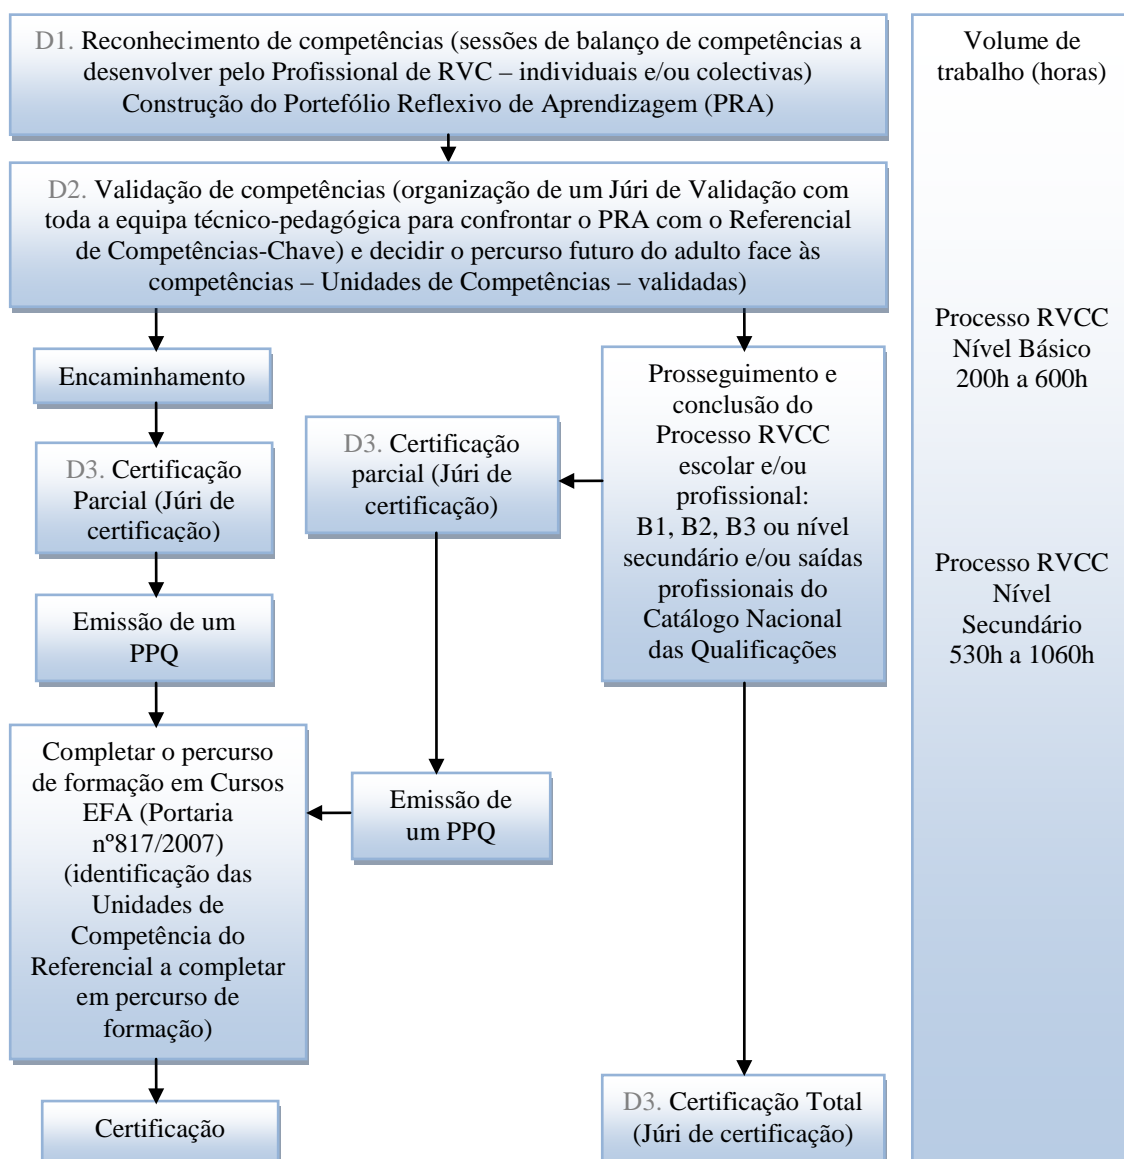 D1. Reconhecimento de competências (sessões de balanço de competências a
desenvolver pelo Profissional de RVC – individuais e/ou colectivas)
Construção do Portefólio Reflexivo de Aprendizagem (PRA)
D2. Validação de competências (organização de um Júri de Validação com
toda a equipa técnico-pedagógica para confrontar o PRA com o Referencial
de Competências-Chave) e decidir o percurso futuro do adulto face às
competências – Unidades de Competências – validadas)
Encaminhamento
D3. Certificação
Parcial (Júri de
certificação)
Emissão de um
PPQ
Completar o percurso
de formação em Cursos
EFA (Portaria
nº817/2007)
(identificação das
Unidades de
Competência do
Referencial a completar
em percurso de
formação)
Certificação
D3. Certificação
parcial (Júri de
certificação)
Emissão de
um PPQ
Prosseguimento e
conclusão do
Processo RVCC
escolar e/ou
profissional:
B1, B2, B3 ou nível
secundário e/ou saídas
profissionais do
Catálogo Nacional
das Qualificações
D3. Certificação Total
(Júri de certificação)
Volume de
trabalho (horas)
Processo RVCC
Nível Básico
200h a 600h
Processo RVCC
Nível
Secundário
530h a 1060h